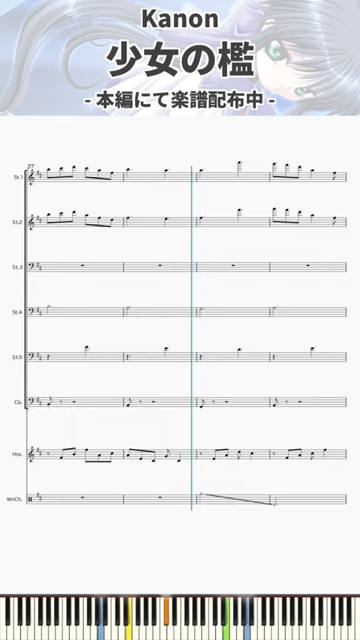 Kanon
少女の檻
- 本編にて楽譜配布中 -
37
St.1
St.2
St.3
St.4
St.5
Cb.
Hrp.
WnCh.